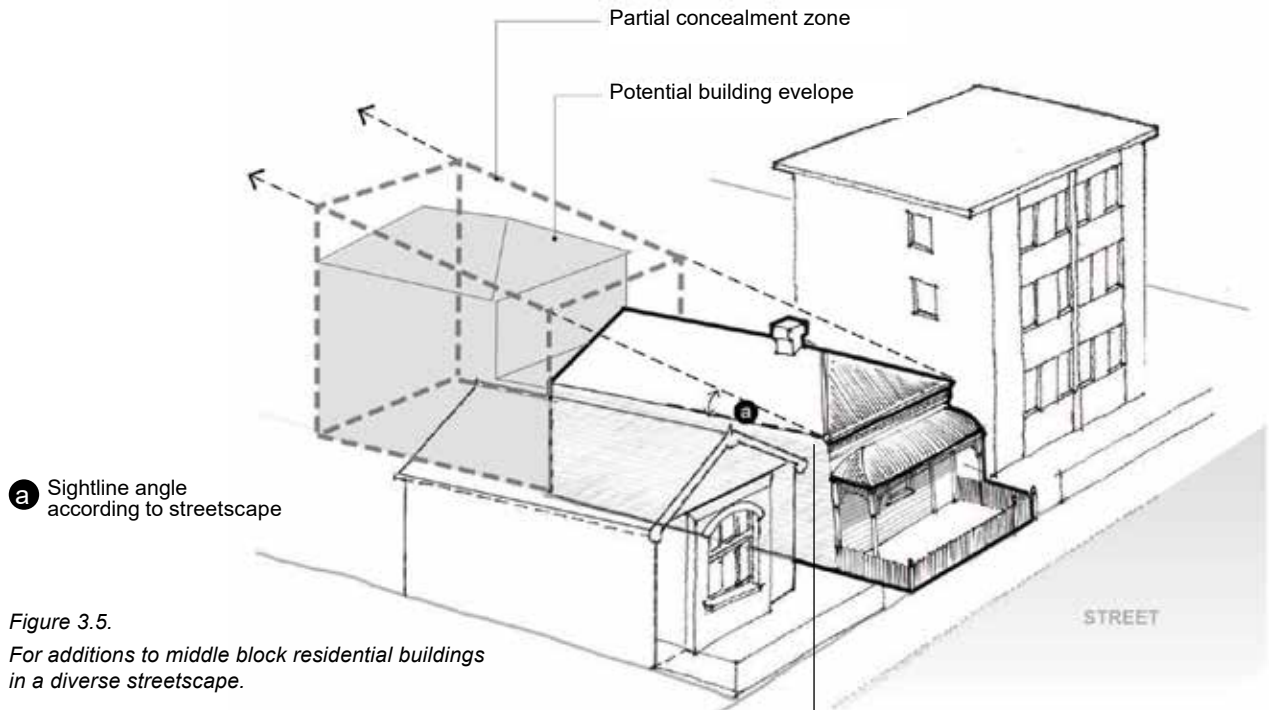 Partial concealment zone
Potential building evelope
a
a Sightline angle
according to streetscape
STREET
Figure 3.5.
For additions to middle block residential buildings
in a diverse streetscape.